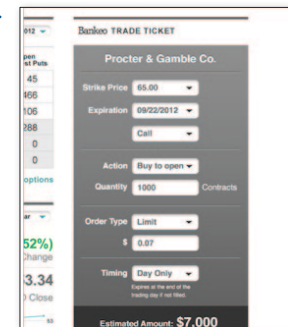 012
Bankeo TRADE TICKET
pen
st Puts
45
466
106
288
0
0
options
ar
52%)
Change
3.34
Close
Procter & Gamble Co.
Strike Price 65.00
Expiration 09/22/2012
Call
Action Buy to open
Quantity 1000 Contracts
Order Type Limit
$ 0.07
Timing Day Only
Expires at the end of the
trading day if not filled.
Estimated Amount: $7,000